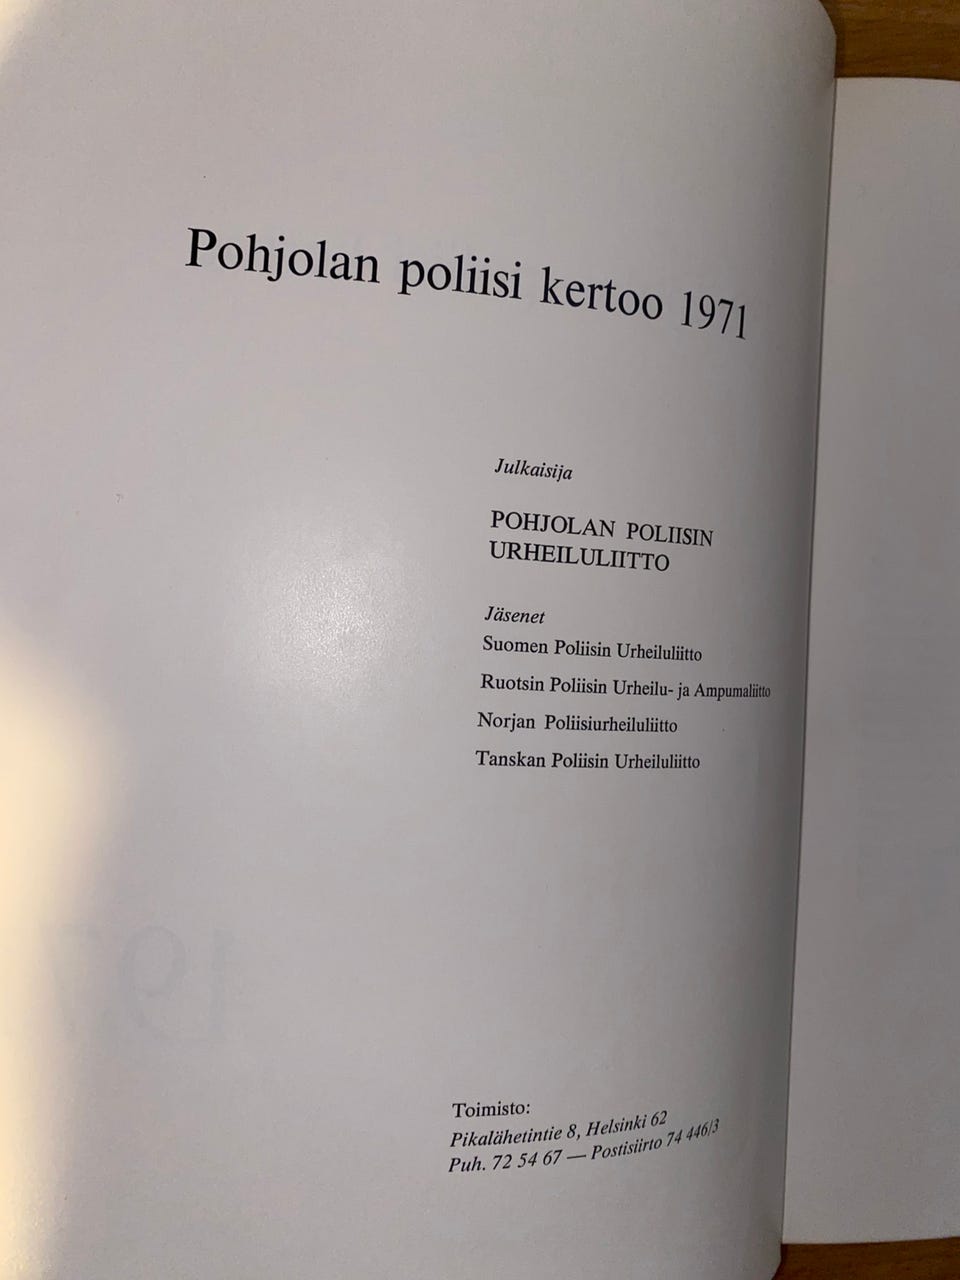 Pohjolan poliisi kertoo 1971
Julkaisija
POHJOLAN POLIISIN
URHEILULIITTO
Jäsenet
Suomen Poliisin Urheiluliitto
Ruotsin Poliisin Urheilu- ja Ampumaliitto
Norjan Poliisiurheiluliitto
Tanskan Poliisin Urheiluliitto
Toimisto:
Pikalähetintie 8, Helsinki 62
Puh. 72 54 67 — Postisiirto 74 446/3